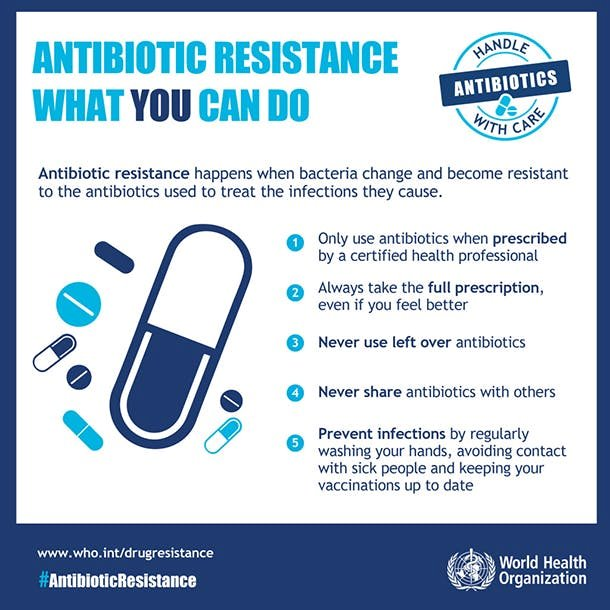 ANTIBIOTIC RESISTANCE
WHAT YOU CAN DO
HANDLE
ANTIBIOTICS
WITH CARE
Antibiotic resistance happens when bacteria change and become resistant
to the antibiotics used to treat the infections they cause.
1 Only use antibiotics when prescribed
by a certified health professional
2 Always take the full prescription,
even if you feel better
3 Never use left over antibiotics
4 Never share antibiotics with others
5 Prevent infections by regularly
washing your hands, avoiding contact
with sick people and keeping your
vaccinations up to date
www.who.int/drugresistance
#AntibioticResistance
World Health
Organization